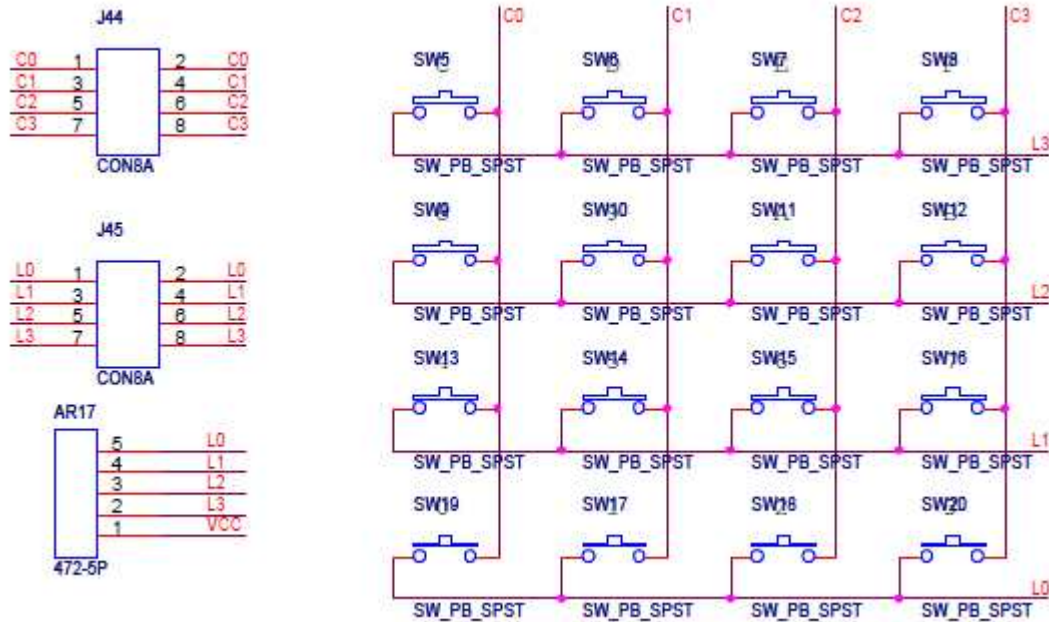 J44
C0 1 2 C0
C1 3 4 C1
C2 5 6 C2
C3 7 8 C3
CON8A
J45
L0 1 2 L0
L1 3 4 L1
L2 5 6 L2
L3 7 8 L3
CON8A
AR17
5 L0
4 L1
3 L2
2 L3
1 VCC
472-5P
C0 C1 C2 C3
SW5 SW6 SW7 SW8
L3
SW_PB_SPST SW_PB_SPST SW_PB_SPST SW_PB_SPST
SW9 SW10 SW11 SW12
L2
SW_PB_SPST SW_PB_SPST SW_PB_SPST SW_PB_SPST
SW13 SW14 SW15 SW16
L1
SW_PB_SPST SW_PB_SPST SW_PB_SPST SW_PB_SPST
SW19 SW17 SW18 SW20
L0
SW_PB_SPST SW_PB_SPST SW_PB_SPST SW_PB_SPST